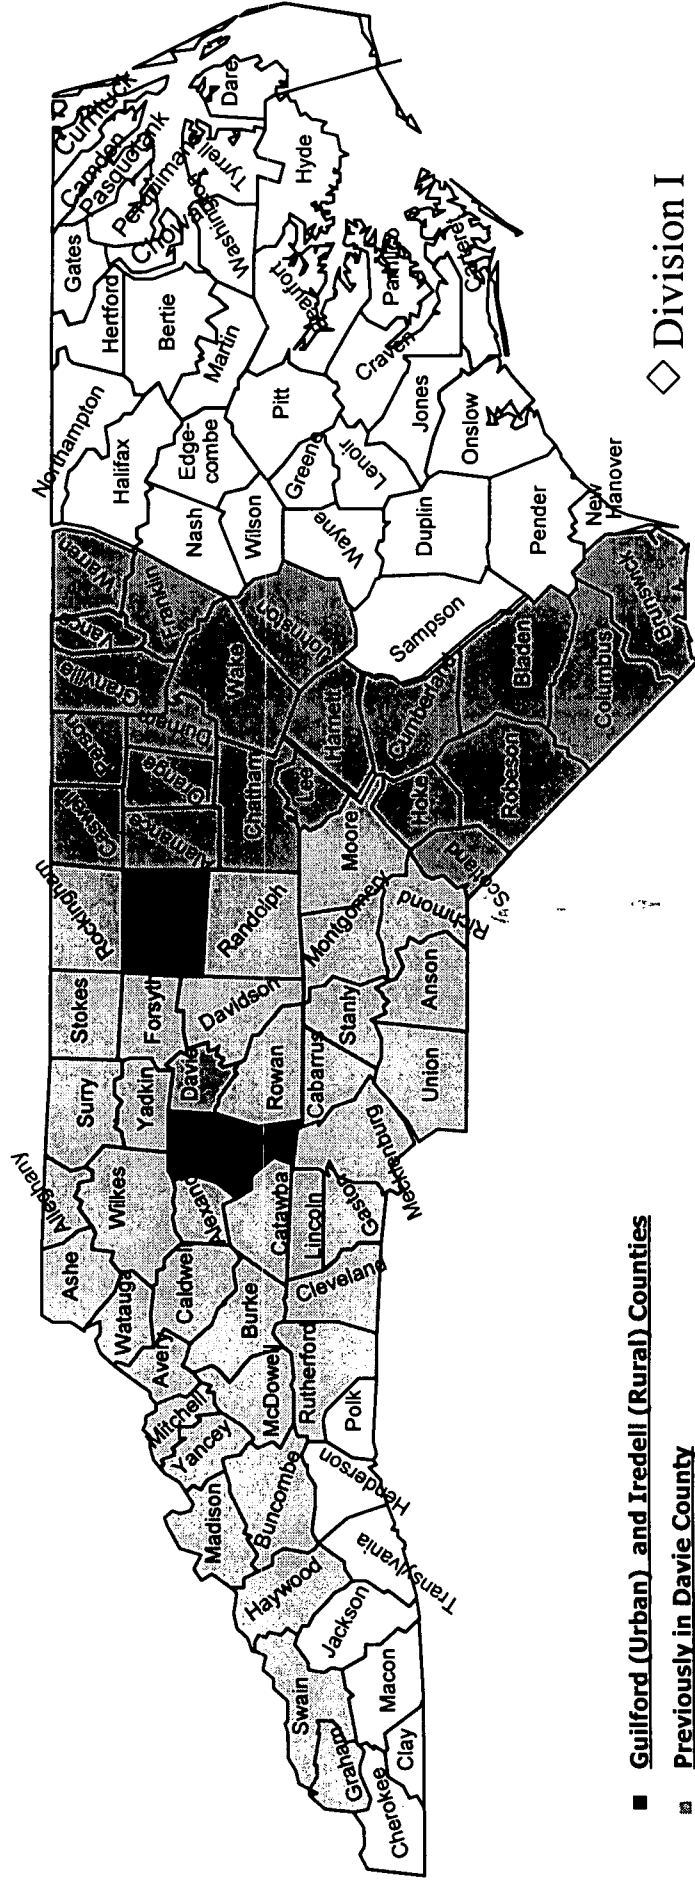 Currituck
Camden
Pasquotank
Perquimans
Chowan
Gates
Hertford
Bertie
Northampton
Halifax
Martin
Washington
Tyrrell
Dare
Hyde
Beaufort
Pamlico
Carteret
Craven
Jones
Onslow
Pitt
Greene
Lenoir
Edge-
combe
Nash
Wilson
Wayne
Duplin
Pender
New
Hanover
Sampson
Warren
Vance
Franklin
Granville
Person
Caswell
Durham
Orange
Alamance
Wake
Johnston
Chatham
Lee
Harnett
Cumberland
Hoke
Bladen
Robeson
Columbus
Brunswick
Scotland
Rockingham
Randolph
Moore
Montgomery
Richmond
Stokes
Forsyth
Davidson
Stanly
Anson
Union
Surry
Yadkin
Davie
Rowan
Cabarrus
Mecklenburg
Alleghany
Wilkes
Alexand
Catawba
Lincoln
Gaston
Ashe
Watauga
Caldwell
Burke
Cleveland
Avery
Mitchell
Yancey
McDowell
Rutherford
Polk
Madison
Buncombe
Henderson
Haywood
Transylvania
Jackson
Swain
Macon
Graham
Clay
Cherokee
◇ Division I
■ Guilford (Urban) and Iredell (Rural) Counties
Previously in Davie County